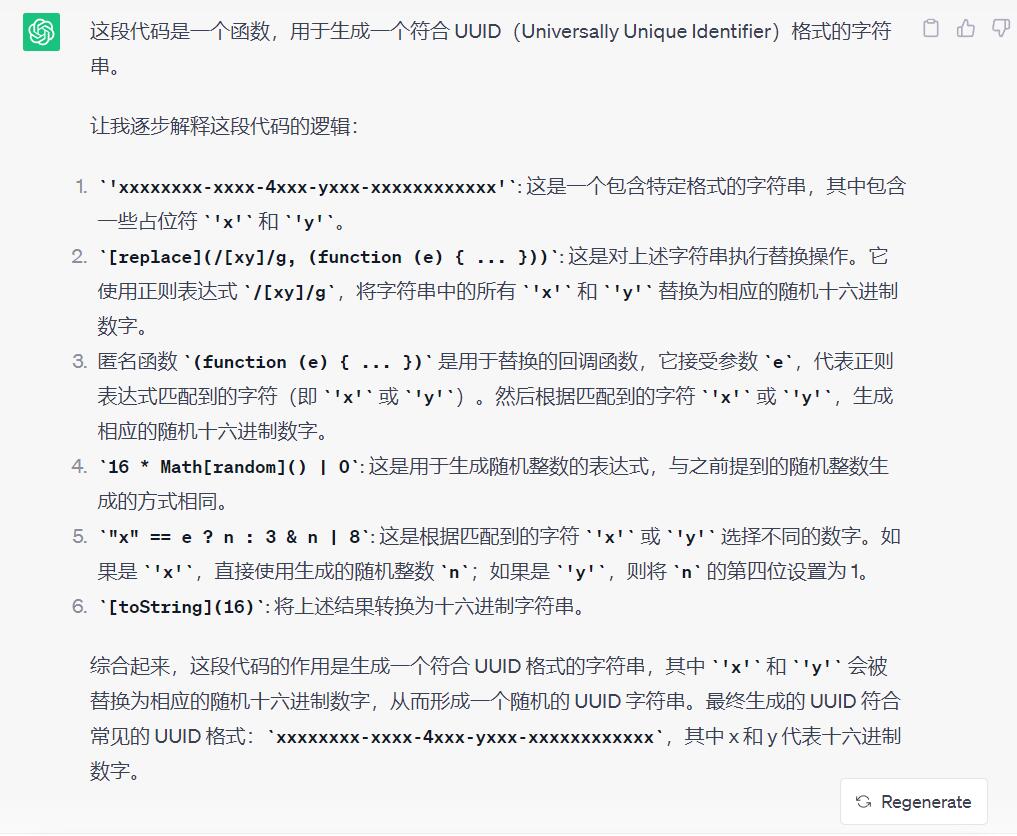 这段代码是一个函数，用于生成一个符合 UUID（Universally Unique Identifier）格式的字符
串。
让我逐步解释这段代码的逻辑：
1. `'xxxxxxxx-xxxx-4xxx-yxxx-xxxxxxxxxxxx'`: 这是一个包含特定格式的字符串，其中包含
一些占位符 `'x'` 和 `'y'`。
2. `[replace](/[xy]/g, (function (e) { ... }))`: 这是对上述字符串执行替换操作。它
使用正则表达式 `/[xy]/g`，将字符串中的所有 `'x'` 和 `'y'` 替换为相应的随机十六进制
数字。
3. 匿名函数 `(function (e) { ... })` 是用于替换的回调函数，它接受参数 `e`，代表正则
表达式匹配到的字符（即 `'x'` 或 `'y'`）。然后根据匹配到的字符 `'x'` 或 `'y'`，生成
相应的随机十六进制数字。
4. `16 * Math[random]() | 0`: 这是用于生成随机整数的表达式，与之前提到的随机整数生
成的方式相同。
5. `"x" == e ? n : 3 & n | 8`: 这是根据匹配到的字符 `'x'` 或 `'y'` 选择不同的数字。如
果是 `'x'`，直接使用生成的随机整数 `n`；如果是 `'y'`，则将 `n` 的第四位设置为 1。
6. `[toString](16)`: 将上述结果转换为十六进制字符串。
综合起来，这段代码的作用是生成一个符合 UUID 格式的字符串，其中 `'x'` 和 `'y'` 会被
替换为相应的随机十六进制数字，从而形成一个随机的 UUID 字符串。最终生成的 UUID 符合
常见的 UUID 格式：`xxxxxxxx-xxxx-4xxx-yxxx-xxxxxxxxxxxx`，其中 x 和 y 代表十六进制
数字。
Regenerate